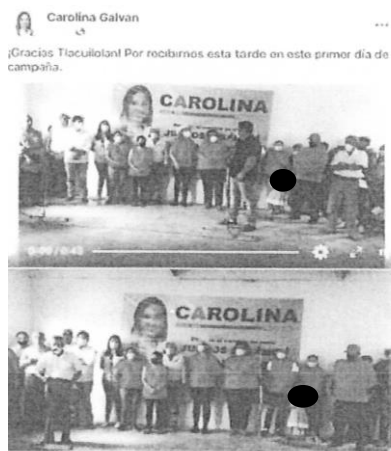 Carolina Galvan
¡Gracias Tlacuilolan! Por recibirnos esta tarde en este primer día de
campaña.
CAROLINA
0:00 / 0:43
CAROLINA